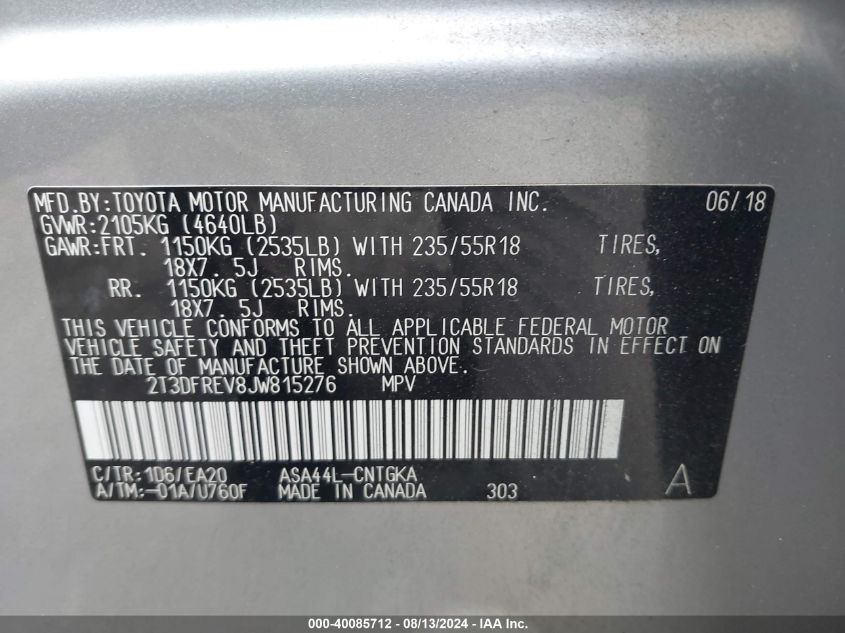 MFD.BY:TOYOTA MOTOR MANUFACTURING CANADA INC. 06/18
GVWR:2105KG (4640LB)
GAWR:FRT. 1150KG (2535LB) WITH 235/55R18 TIRES,
18X7. 5J RIMS.
RR. 1150KG (2535LB) WITH 235/55R18 TIRES,
18X7. 5J RIMS.
THIS VEHICLE CONFORMS TO ALL APPLICABLE FEDERAL MOTOR
VEHICLE SAFETY AND THEFT PREVENTION STANDARDS IN EFFECT ON
THE DATE OF MANUFACTURE SHOWN ABOVE.
2T3DFREV8JW815276 MPV
C/TR:1D6/EA20 ASA44L-CNTGKA
A/TM:-01A/U760F MADE IN CANADA 303 A
000-40085712 - 08/13/2024 - IAA Inc.